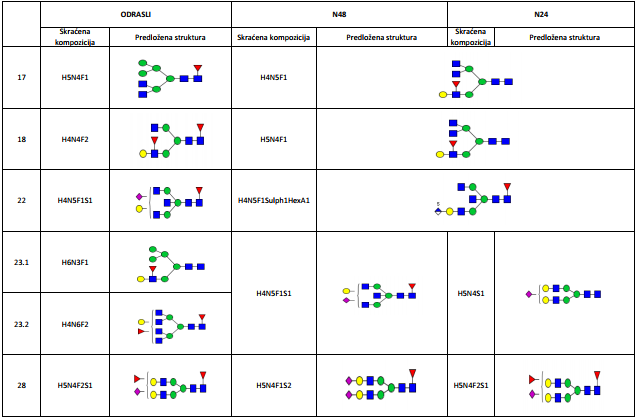 ODRASLI N48 N24
Skraćena kompozicija Predložena struktura Skraćena kompozicija Predložena struktura Skraćena kompozicija Predložena struktura
17 H5N4F1 H4N5F1
18 H4N4F2 H5N4F1
22 H4N5F1S1 H4N5F1Sulph1HexA1
S
23.1 H6N3F1
H4N5F1S1 H5N4S1
23.2 H4N6F2
28 H5N4F2S1 H5N4F1S2 H5N4F2S1